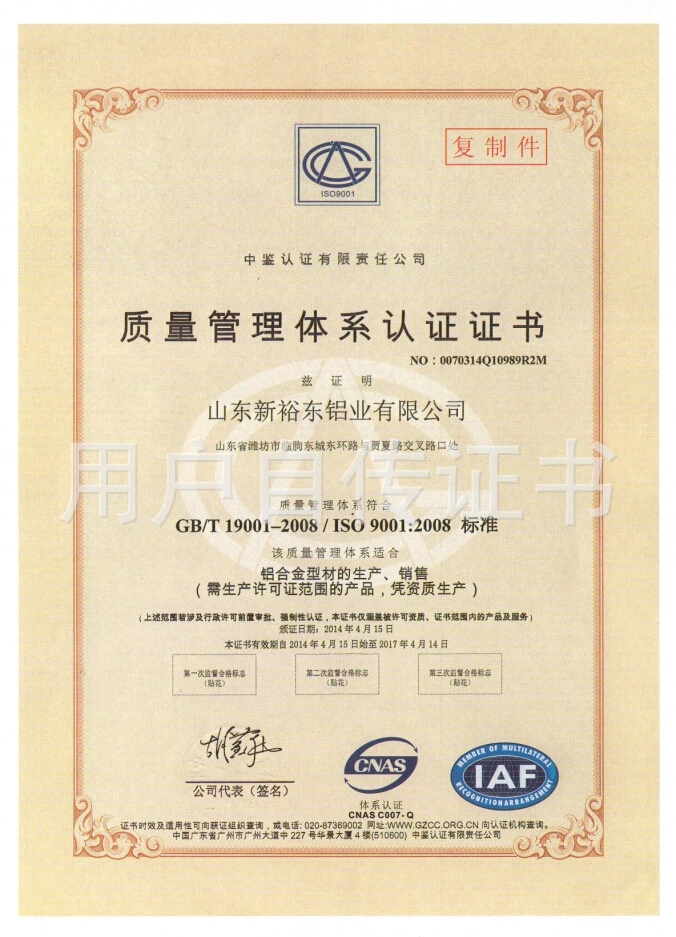 ISO9001
复制件
中鉴认证有限责任公司
质量管理体系认证证书
NO：0070314Q10989R2M
兹证明
山东新裕东铝业有限公司
山东省潍坊市临朐东城东环路与贾夏路交叉路口处
用户自传证书
质量管理体系符合
GB/T 19001–2008 / ISO 9001:2008 标准
该质量管理体系适合
铝合金型材的生产、销售
（需生产许可证范围的产品，凭资质生产）
（上述范围若涉及行政许可前置审批、强制性认证，本证书仅涵盖被许可资质、证书范围内的产品及服务）
颁证日期：2014 年 4 月 15 日
本证书有效期自 2014 年 4 月 15 日始至 2017 年 4 月 14 日
第一次监督合格标志
（贴花）
第二次监督合格标志
（贴花）
第三次监督合格标志
（贴花）
公司代表（签名）
CNAS
体系认证
CNAS C007- Q
MEMBER OF MULTILATERAL
IAF
RECOGNITIONARRANGEMENT
证书时效及适用性可向获证组织查询，或电话: 020-87369002 网址:WWW.GZCC.ORG.CN 向认证机构查询。
中国广东省广州市广州大道中 227 号华景大厦 4 楼(510600) 中鉴认证有限责任公司